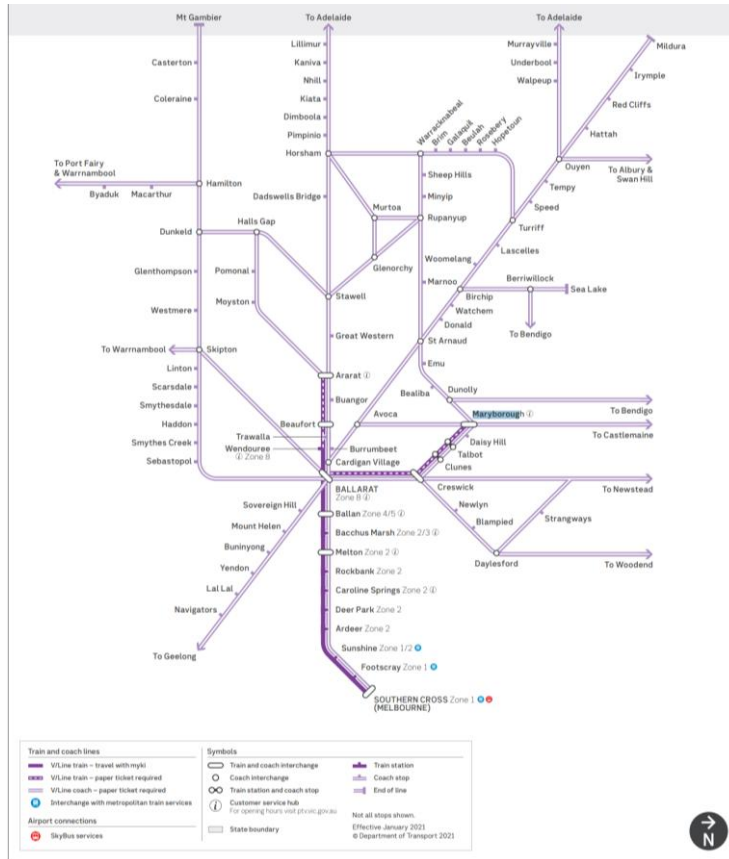 Mt Gambier
To Adelaide
To Adelaide
Casterton
Coleraine
Lillimur
Kaniva
Nhill
Kiata
Dimboola
Pimpinio
Horsham
Warracknabeal
Brim
Galaquil
Beulah
Rosebery
Hopetoun
Murrayville
Underbool
Walpeup
Mildura
Irymple
Red Cliffs
Hattah
Ouyen
To Albury &
Swan Hill
To Port Fairy
& Warrnambool
Byaduk
Macarthur
Hamilton
Dadswells Bridge
Sheep Hills
Minyip
Murtoa
Rupanyup
Tempy
Speed
Turriff
Dunkeld
Halls Gap
Glenorchy
Lascelles
Woomelang
Glenthompson
Pomonal
Moyston
Stawell
Marnoo
Birchip
Berriwillock
Sea Lake
Westmere
Watchem
Donald
To Bendigo
Great Western
St Arnaud
To Warrnambool
Skipton
Linton
Scarsdale
Smythesdale
Haddon
Smythes Creek
Sebastopol
Ararat
Emu
Bealiba
Dunolly
Buangor
To Bendigo
Beaufort
Avoca
Maryborough
To Castlemaine
Trawalla
Wendouree
Zone 8
Burrumbeet
Cardigan Village
Daisy Hill
Talbot
Clunes
BALLARAT
Zone 8
Creswick
To Newstead
Sovereign Hill
Mount Helen
Buninyong
Yendon
Lal Lal
Navigators
To Geelong
Ballan Zone 4/5
Newlyn
Blampied
Strangways
Bacchus Marsh Zone 2/3
Melton Zone 2
Daylesford
To Woodend
Rockbank Zone 2
Caroline Springs Zone 2
Deer Park Zone 2
Ardeer Zone 2
Sunshine Zone 1/2
Footscray Zone 1
SOUTHERN CROSS Zone 1
(MELBOURNE)
Train and coach lines
V/Line train – travel with myki
V/Line train – paper ticket required
V/Line coach – paper ticket required
Interchange with metropolitan train services
Airport connections
SkyBus services
Symbols
Train and coach interchange
Coach interchange
Train station and coach stop
Customer service hub
For opening hours visit ptv.vic.gov.au
State boundary
Train station
Coach stop
End of line
Not all stops shown.
Effective January 2021
© Department of Transport 2021
N